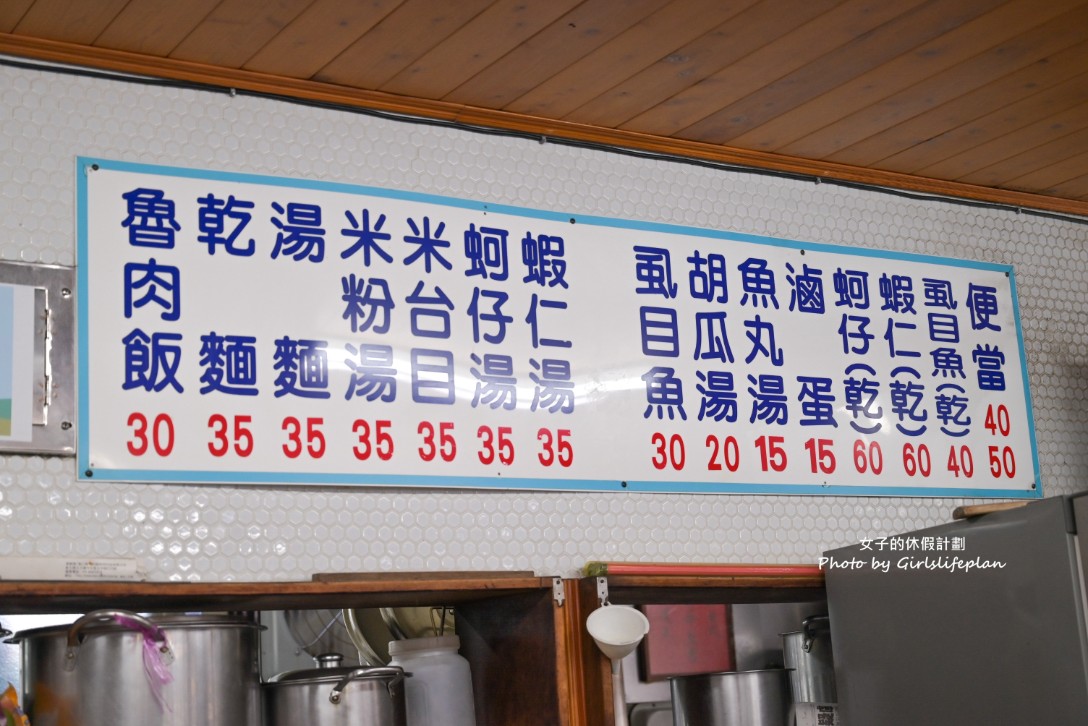 魯肉飯 30
乾麵 35
湯麵 35
米粉湯 35
米台目 35
蚵仔湯 35
蝦仁湯 35
虱目魚 30
胡瓜湯 20
魚丸湯 15
滷蛋 15
蚵仔(乾) 60
蝦仁(乾) 60
虱目魚(乾) 40
便當 40 50
女子的休假計劃
Photo by Girlslifeplan